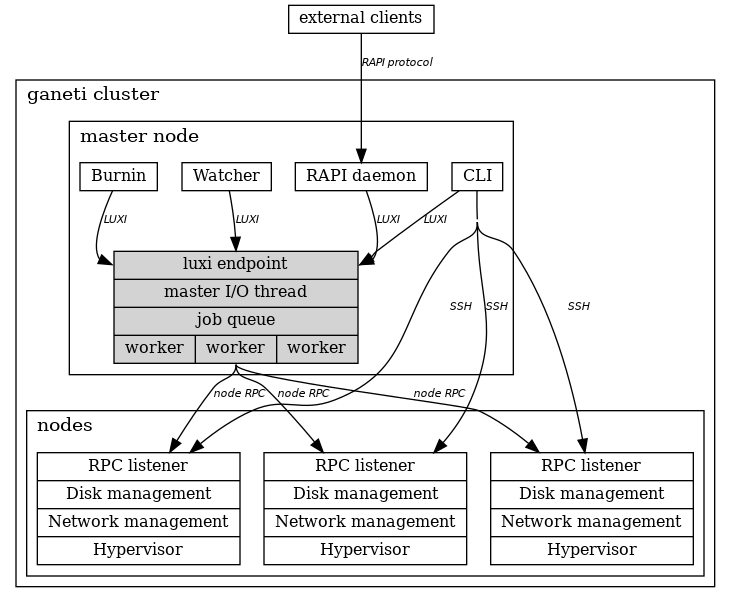 external clients
RAPI protocol
ganeti cluster
master node
Burnin
Watcher
RAPI daemon
CLI
LUXI
LUXI
LUXI
LUXI
luxi endpoint
master I/O thread
job queue
worker
worker
worker
SSH
SSH
SSH
node RPC
node RPC
node RPC
nodes
RPC listener
Disk management
Network management
Hypervisor
RPC listener
Disk management
Network management
Hypervisor
RPC listener
Disk management
Network management
Hypervisor